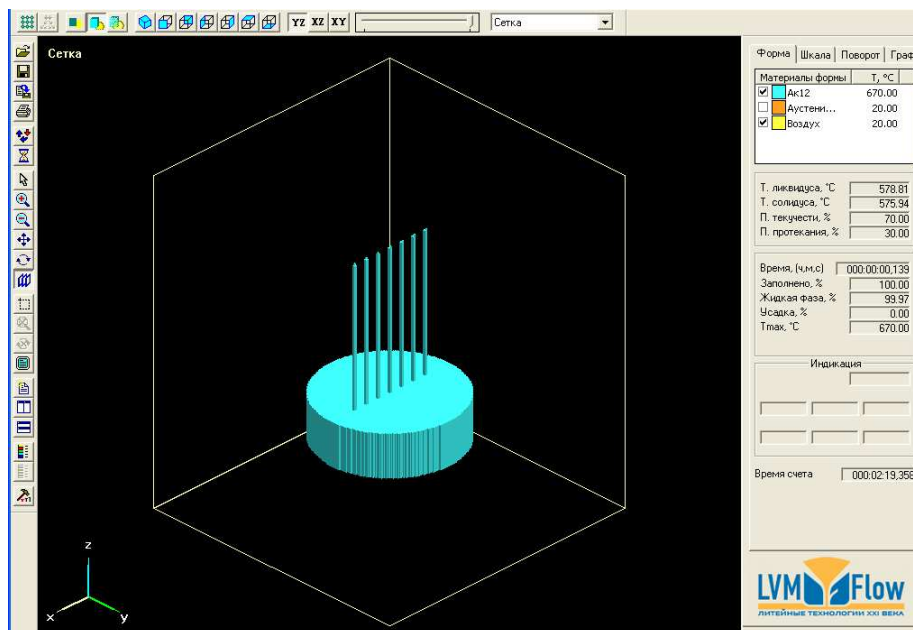 YZ XZ XY
Сетка
Сетка
Форма Шкала Поворот Граф
Материалы формы T, °C
Ак12 670.00
Аустени... 20.00
Воздух 20.00
Т. ликвидуса, °C 578.81
Т. солидуса, °C 575.94
П. текучести, % 70.00
П. протекания, % 30.00
Время, (ч,м,с) 000:00:00,139
Заполнено, % 100.00
Жидкая фаза, % 99.97
Усадка, % 0.00
Tmax, °C 670.00
Индикация
Время счета 000:02:19,358
z
x y
LVM Flow
ЛИТЕЙНЫЕ ТЕХНОЛОГИИ XXI ВЕКА